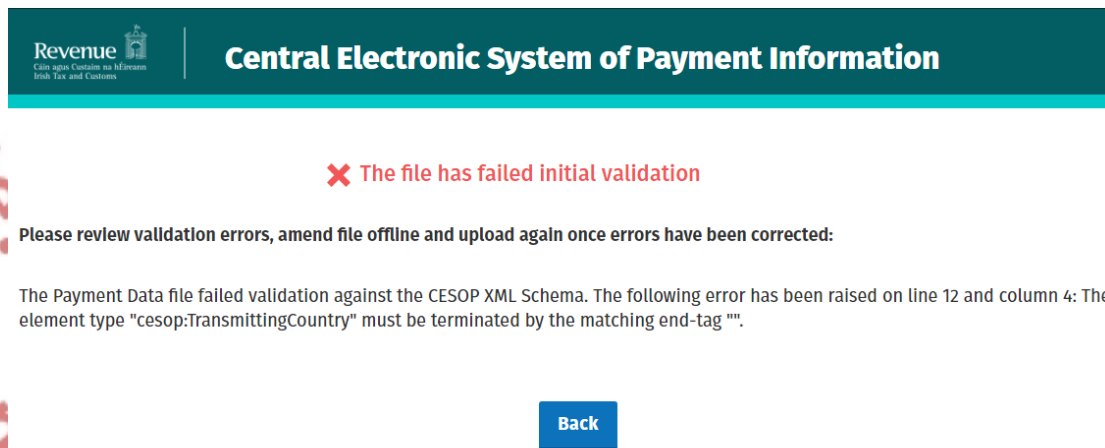 Revenue
Cáin agus Custaim na hÉireann
Irish Tax and Customs
Central Electronic System of Payment Information
The file has failed initial validation
Please review validation errors, amend file offline and upload again once errors have been corrected:
The Payment Data file failed validation against the CESOP XML Schema. The following error has been raised on line 12 and column 4: The
element type "cesop:TransmittingCountry" must be terminated by the matching end-tag "".
Back